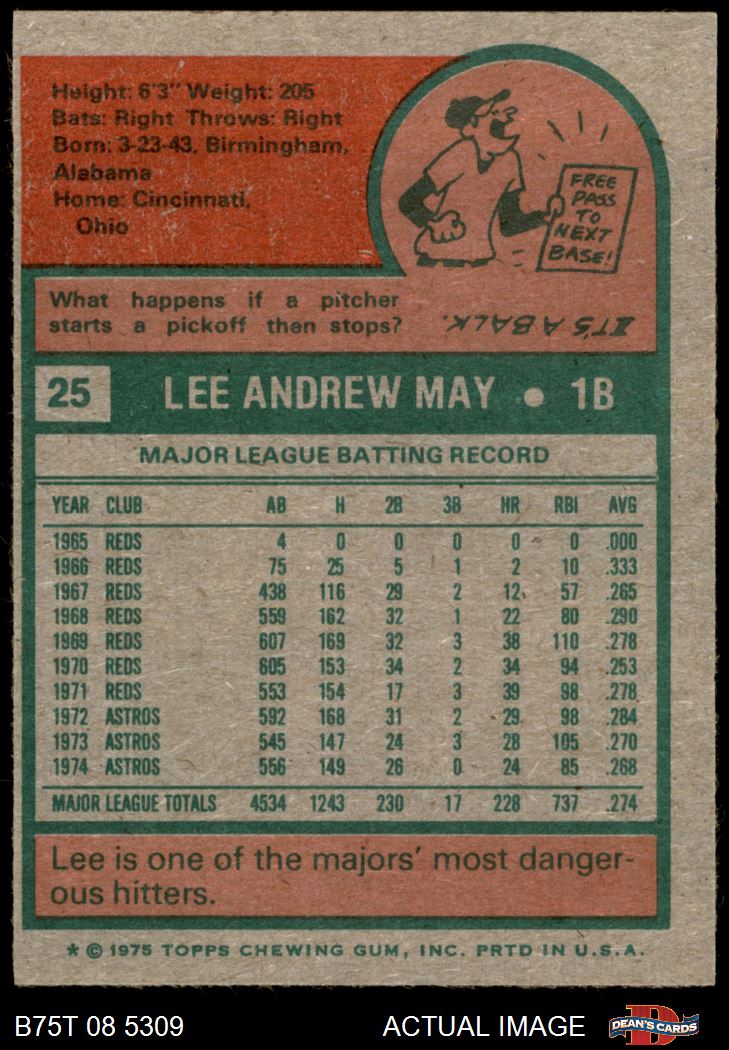 Height: 6'3" Weight: 205
Bats: Right Throws: Right
Born: 3-23-43, Birmingham,
Alabama
Home: Cincinnati,
Ohio
FREE
PASS
TO
NEXT
BASE!
What happens if a pitcher
starts a pickoff then stops?
IT'S A BALK.
25 LEE ANDREW MAY • 1B
MAJOR LEAGUE BATTING RECORD
YEAR CLUB AB H 2B 3B HR RBI AVG
1965 REDS 4 0 0 0 0 0 .000
1966 REDS 75 25 5 1 2 10 .333
1967 REDS 438 116 29 2 12 57 .265
1968 REDS 559 162 32 1 22 80 .290
1969 REDS 607 169 32 3 38 110 .278
1970 REDS 605 153 34 2 34 94 .253
1971 REDS 553 154 17 3 39 98 .278
1972 ASTROS 592 168 31 2 29 98 .284
1973 ASTROS 545 147 24 3 28 105 .270
1974 ASTROS 556 149 26 0 24 85 .268
MAJOR LEAGUE TOTALS 4534 1243 230 17 228 737 .274
Lee is one of the majors' most danger-
ous hitters.
* © 1975 TOPPS CHEWING GUM, INC. PRTD IN U.S.A.
B75T 08 5309 ACTUAL IMAGE D DEAN'S CARDS